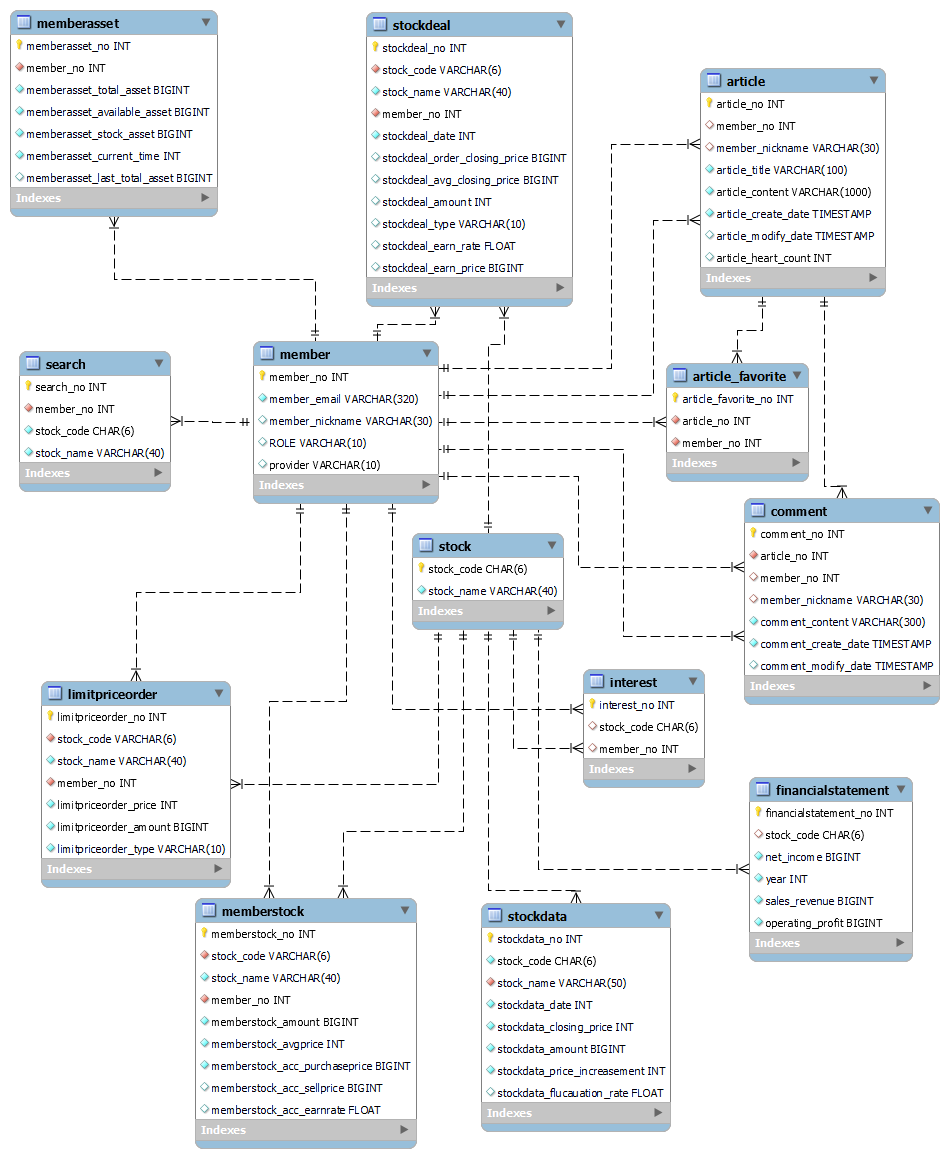 memberasset
memberasset_no INT
member_no INT
memberasset_total_asset BIGINT
memberasset_available_asset BIGINT
memberasset_stock_asset BIGINT
memberasset_current_time INT
memberasset_last_total_asset BIGINT
Indexes
stockdeal
stockdeal_no INT
stock_code VARCHAR(6)
stock_name VARCHAR(40)
member_no INT
stockdeal_date INT
stockdeal_order_closing_price BIGINT
stockdeal_avg_closing_price BIGINT
stockdeal_amount INT
stockdeal_type VARCHAR(10)
stockdeal_earn_rate FLOAT
stockdeal_earn_price BIGINT
Indexes
article
article_no INT
member_no INT
member_nickname VARCHAR(30)
article_title VARCHAR(100)
article_content VARCHAR(1000)
article_create_date TIMESTAMP
article_modify_date TIMESTAMP
article_heart_count INT
Indexes
search
search_no INT
member_no INT
stock_code CHAR(6)
stock_name VARCHAR(40)
Indexes
member
member_no INT
member_email VARCHAR(320)
member_nickname VARCHAR(30)
ROLE VARCHAR(10)
provider VARCHAR(10)
Indexes
article_favorite
article_favorite_no INT
article_no INT
member_no INT
Indexes
stock
stock_code CHAR(6)
stock_name VARCHAR(40)
Indexes
comment
comment_no INT
article_no INT
member_no INT
member_nickname VARCHAR(30)
comment_content VARCHAR(300)
comment_create_date TIMESTAMP
comment_modify_date TIMESTAMP
Indexes
limitpriceorder
limitpriceorder_no INT
stock_code VARCHAR(6)
stock_name VARCHAR(40)
member_no INT
limitpriceorder_price INT
limitpriceorder_amount BIGINT
limitpriceorder_type VARCHAR(10)
Indexes
interest
interest_no INT
stock_code CHAR(6)
member_no INT
Indexes
financialstatement
financialstatement_no INT
stock_code CHAR(6)
net_income BIGINT
year INT
sales_revenue BIGINT
operating_profit BIGINT
Indexes
memberstock
memberstock_no INT
stock_code VARCHAR(6)
stock_name VARCHAR(40)
member_no INT
memberstock_amount BIGINT
memberstock_avgprice INT
memberstock_acc_purchaseprice BIGINT
memberstock_acc_sellprice BIGINT
memberstock_acc_earnrate FLOAT
Indexes
stockdata
stockdata_no INT
stock_code CHAR(6)
stock_name VARCHAR(50)
stockdata_date INT
stockdata_closing_price INT
stockdata_amount BIGINT
stockdata_price_increasement INT
stockdata_flucauation_rate FLOAT
Indexes